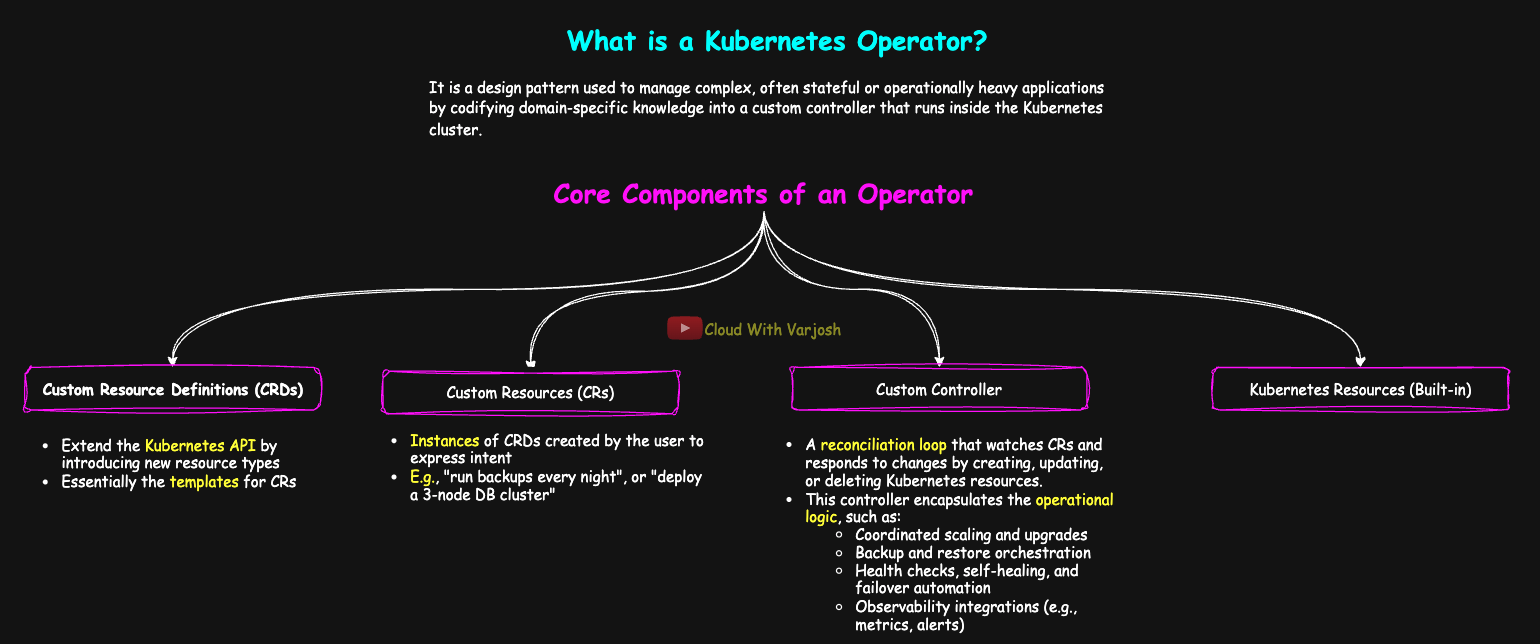 What is a Kubernetes Operator?
It is a design pattern used to manage complex, often stateful or operationally heavy applications
by codifying domain-specific knowledge into a custom controller that runs inside the Kubernetes
cluster.
Core Components of an Operator
Cloud With Varjosh
Custom Resource Definitions (CRDs)
• Extend the Kubernetes API by
introducing new resource types
• Essentially the templates for CRs
Custom Resources (CRs)
• Instances of CRDs created by the user to
express intent
• E.g., "run backups every night", or "deploy
a 3-node DB cluster"
Custom Controller
• A reconciliation loop that watches CRs and
responds to changes by creating, updating,
or deleting Kubernetes resources.
• This controller encapsulates the operational
logic, such as:
○ Coordinated scaling and upgrades
○ Backup and restore orchestration
○ Health checks, self-healing, and
failover automation
○ Observability integrations (e.g.,
metrics, alerts)
Kubernetes Resources (Built-in)